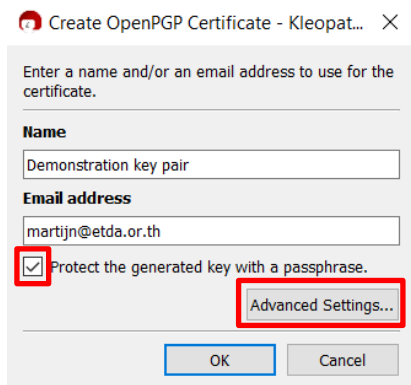 Create OpenPGP Certificate - Kleopat...
Enter a name and/or an email address to use for the
certificate.
Name
Demonstration key pair
Email address
martijn@etda.or.th
Protect the generated key with a passphrase.
Advanced Settings...
OK
Cancel